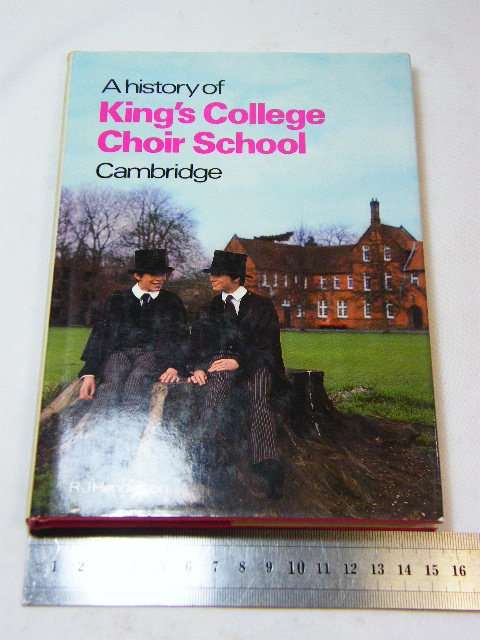 A history of
King's College
Choir School
Cambridge
R J Henderson
1 2 6 7 8 9 10 11 12 13 14 15 16